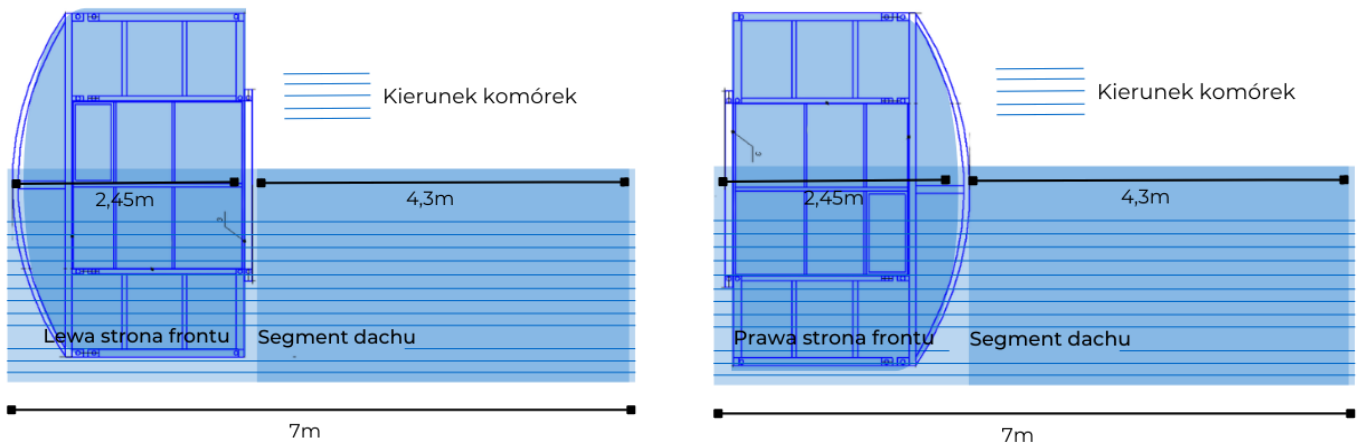 Kierunek komórek
2,45m
4,3m
Lewa strona frontu
Segment dachu
7m
Kierunek komórek
2,45m
4,3m
Prawa strona frontu
Segment dachu
7m